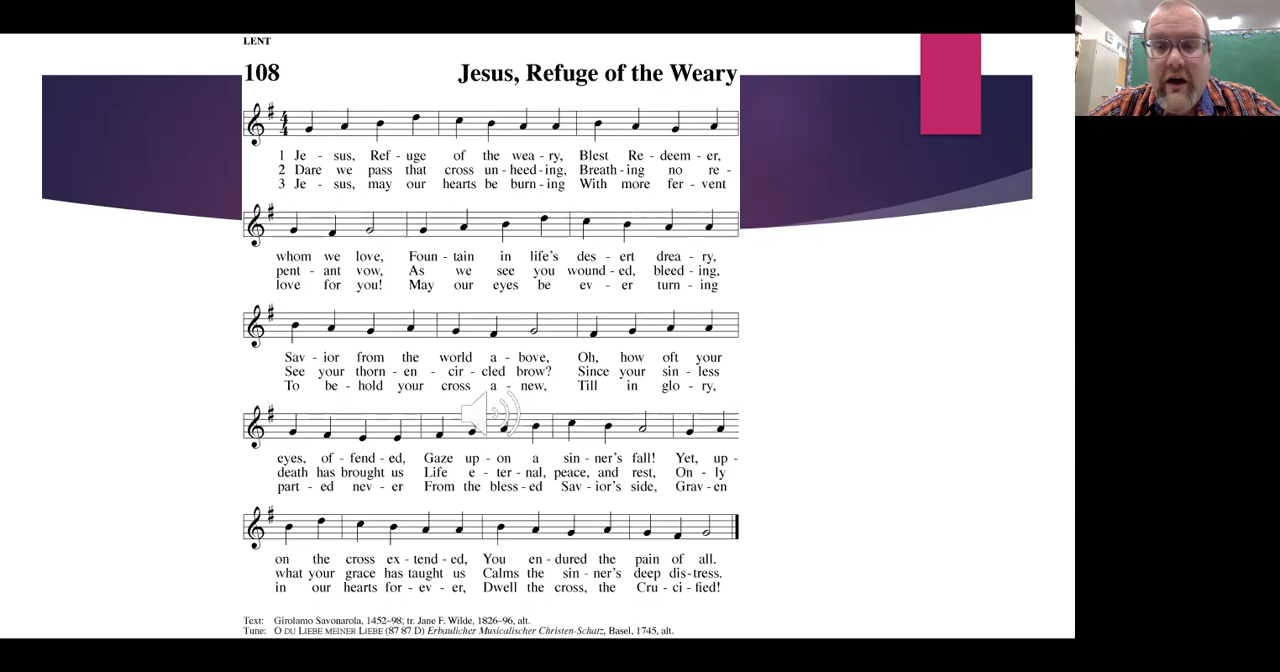 LENT
108 Jesus, Refuge of the Weary
4
4
1 Je - sus, Ref - uge of the wea - ry, Blest Re - deem - er,
2 Dare we pass that cross un - heed - ing, Breath - ing no re -
3 Je - sus, may our hearts be burn - ing With more fer - vent
whom we love, Foun - tain in life's des - ert drea - ry,
pent - ant vow, As we see you wound - ed, bleed - ing,
love for you! May our eyes be ev - er turn - ing
Sav - ior from the world a - bove, Oh, how oft your
See your thorn - en - cir - cled brow? Since your sin - less
To be - hold your cross a - new, Till in glo - ry,
eyes, of - fend - ed, Gaze up - on a sin - ner's fall! Yet, up -
death has brought us Life e - ter - nal, peace, and rest, On - ly
part - ed nev - er From the bless - ed Sav - ior's side, Grav - en
on the cross ex - tend - ed, You en - dured the pain of all.
what your grace has taught us Calms the sin - ner's deep dis - tress.
in our hearts for - ev - er, Dwell the cross, the Cru - ci - fied!
Text: Girolamo Savonarola, 1452–98; tr. Jane F. Wilde, 1826–96, alt.
Tune: O DU LIEBE MEINER LIEBE (87 87 D) Erbaulicher Musicalischer Christen-Schatz, Basel, 1745, alt.